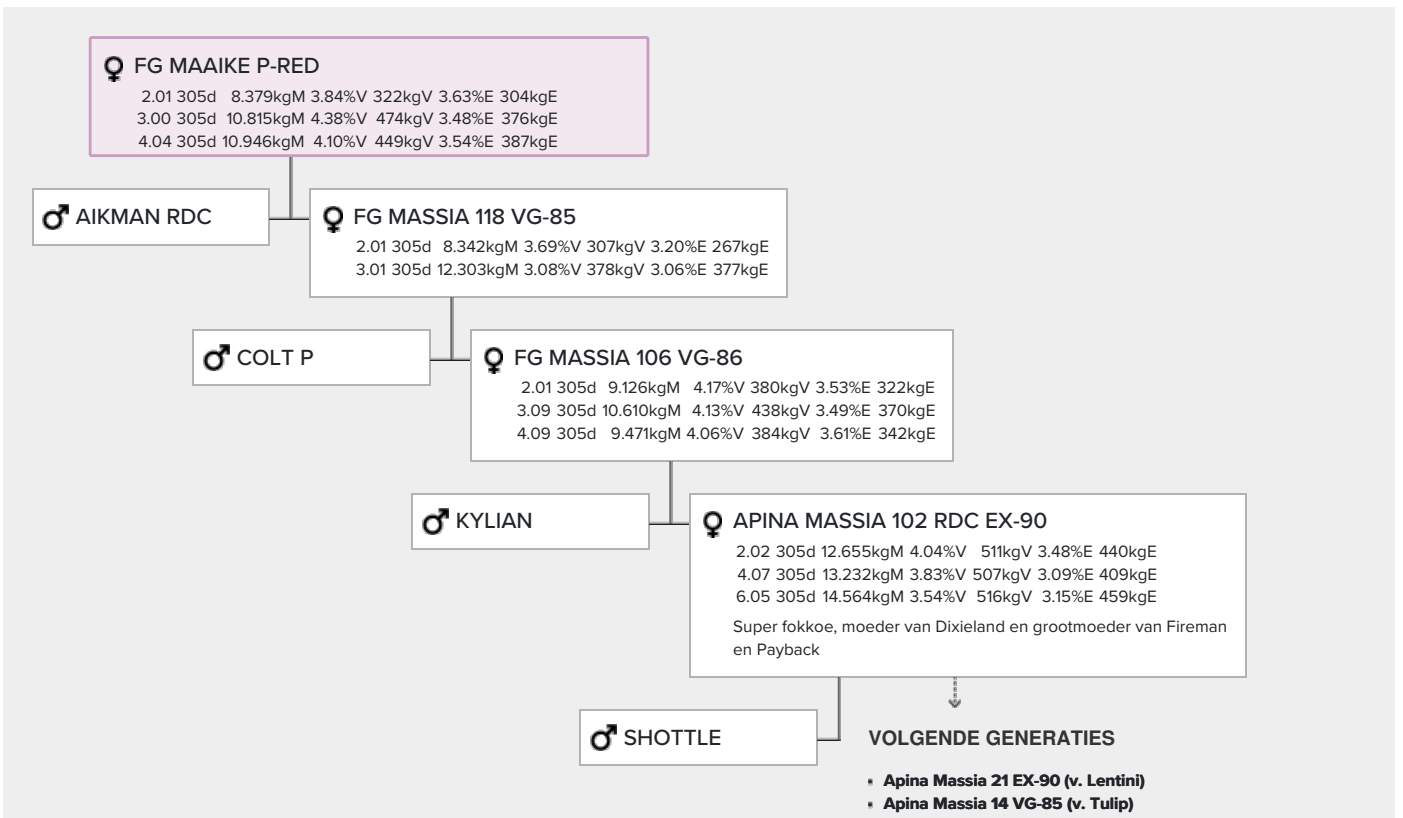 FG MAAIKE P-RED
2.01 305d 8.379kgM 3.84%V 322kgV 3.63%E 304kgE
3.00 305d 10.815kgM 4.38%V 474kgV 3.48%E 376kgE
4.04 305d 10.946kgM 4.10%V 449kgV 3.54%E 387kgE
AIKMAN RDC
FG MASSIA 118 VG-85
2.01 305d 8.342kgM 3.69%V 307kgV 3.20%E 267kgE
3.01 305d 12.303kgM 3.08%V 378kgV 3.06%E 377kgE
COLT P
FG MASSIA 106 VG-86
2.01 305d 9.126kgM 4.17%V 380kgV 3.53%E 322kgE
3.09 305d 10.610kgM 4.13%V 438kgV 3.49%E 370kgE
4.09 305d 9.471kgM 4.06%V 384kgV 3.61%E 342kgE
KYLIAN
APINA MASSIA 102 RDC EX-90
2.02 305d 12.655kgM 4.04%V 511kgV 3.48%E 440kgE
4.07 305d 13.232kgM 3.83%V 507kgV 3.09%E 409kgE
6.05 305d 14.564kgM 3.54%V 516kgV 3.15%E 459kgE
Super fokkoe, moeder van Dixieland en grootmoeder van Fireman
en Payback
SHOTTLE
VOLGENDE GENERATIES
Apina Massia 21 EX-90 (v. Lentini)
Apina Massia 14 VG-85 (v. Tulip)